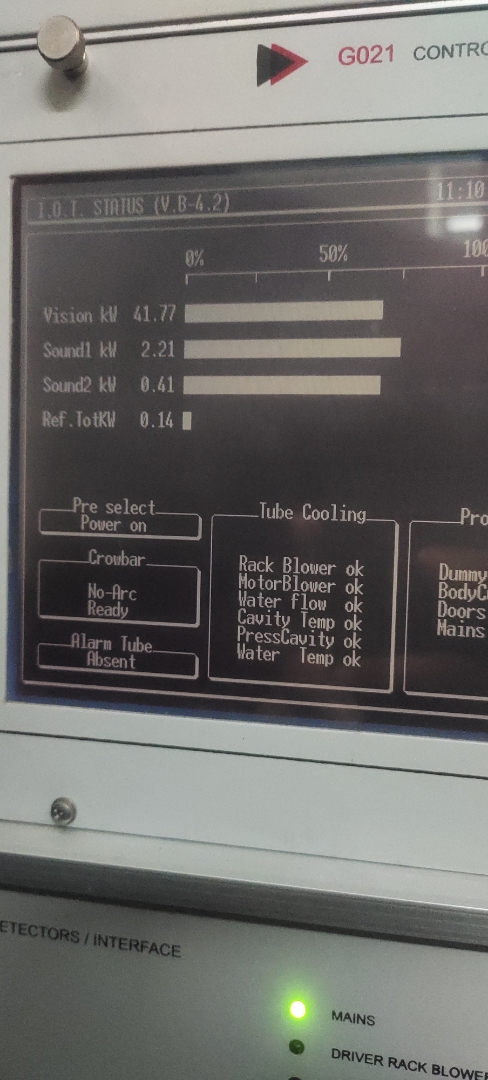 G021 CONTRO
I.O.T. STATUS (V.B-4.2)
11:10
0% 50% 100
Vision kW 41.77
Sound1 kW 2.21
Sound2 kW 0.41
Ref.TotKW 0.14
Pre select
Power on
Crowbar
No-Arc
Ready
Alarm Tube
Absent
Tube Cooling
Rack Blower ok
MotorBlower ok
Water flow ok
Cavity Temp ok
PressCavity ok
Water Temp ok
Pro
Dummy
BodyC
Doors
Mains
ETECTORS / INTERFACE
MAINS
DRIVER RACK BLOWER